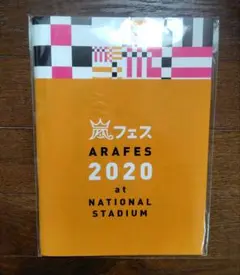 嵐フェス
ARAFES
2020
at
NATIONAL
STADIUM